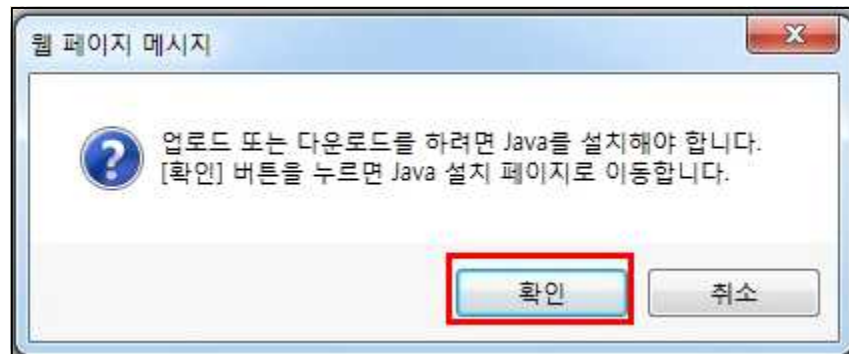 웹 페이지 메시지
업로드 또는 다운로드를 하려면 Java를 설치해야 합니다.
[확인] 버튼을 누르면 Java 설치 페이지로 이동합니다.
확인
취소